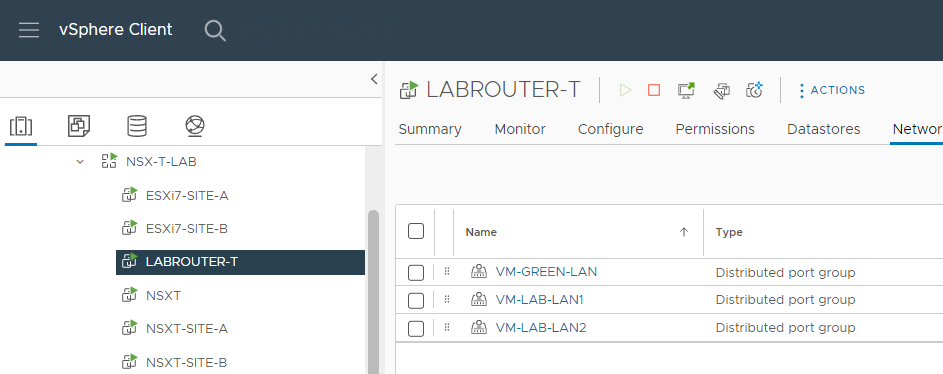 vSphere Client
LABROUTER-T
ACTIONS
Summary
Monitor
Configure
Permissions
Datastores
Networ
NSX-T-LAB
ESXi7-SITE-A
ESXi7-SITE-B
LABROUTER-T
NSXT
NSXT-SITE-A
NSXT-SITE-B
Name
Type
VM-GREEN-LAN
Distributed port group
VM-LAB-LAN1
Distributed port group
VM-LAB-LAN2
Distributed port group